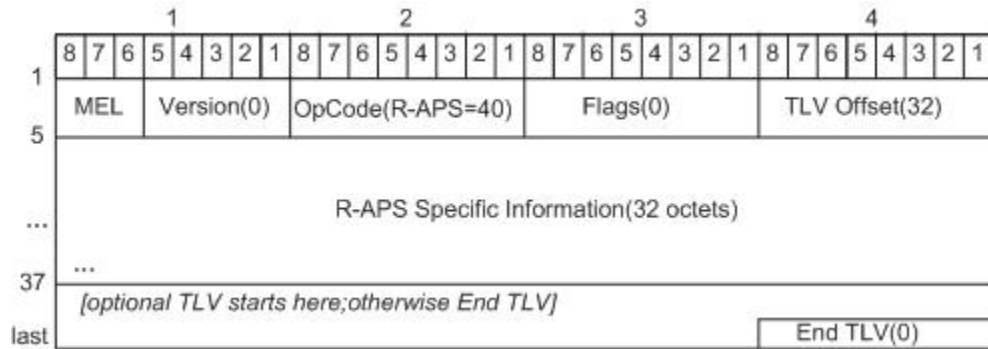 1 2 3 4
8 7 6 5 4 3 2 1 8 7 6 5 4 3 2 1 8 7 6 5 4 3 2 1 8 7 6 5 4 3 2 1
1
MEL Version(0) OpCode(R-APS=40) Flags(0) TLV Offset(32)
5
R-APS Specific Information(32 octets)
...
...
37
[optional TLV starts here;otherwise End TLV]
last End TLV(0)